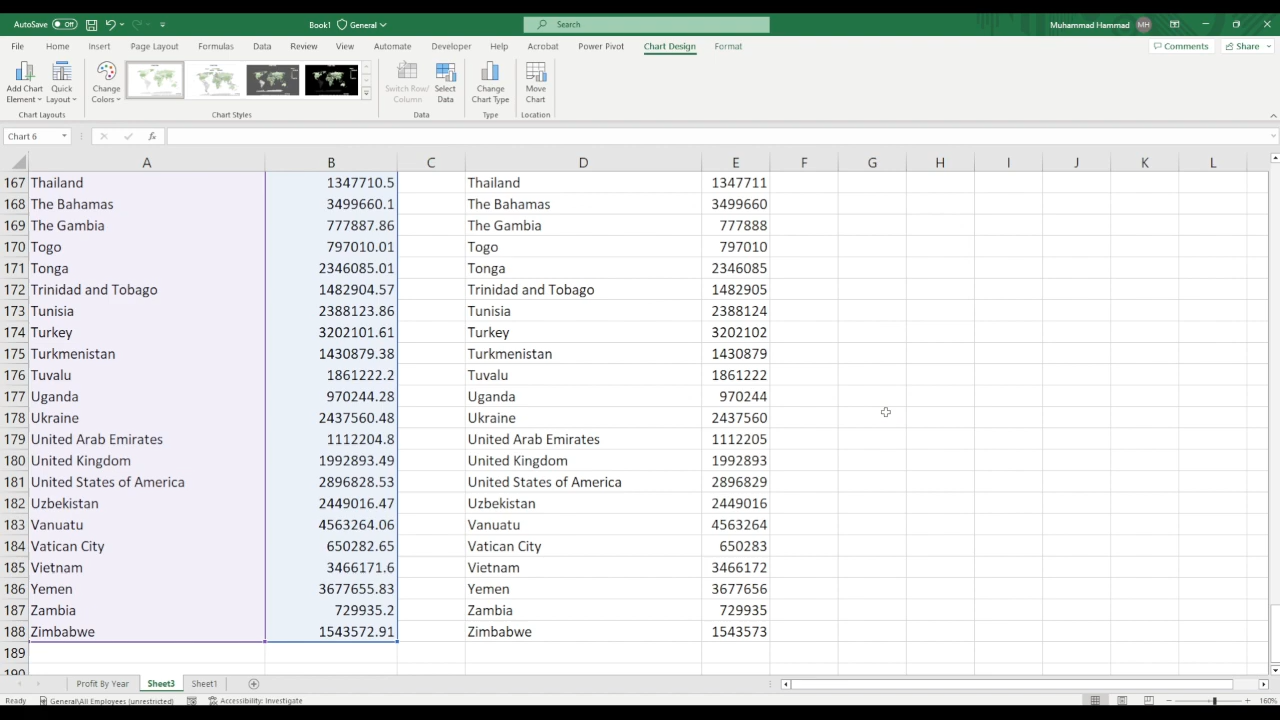 AutoSave Off Book1 General Search Muhammad Hammad MH
File Home Insert Page Layout Formulas Data Review View Automate Developer Help Acrobat Power Pivot Chart Design Format Comments Share
Add Chart Element Quick Layout Change Colors Switch Row/Column Select Data Change Chart Type Move Chart
Chart Layouts Chart Styles Data Type Location
Chart 6 fx
A B C D E F G H I J K L
167 Thailand 1347710.5 Thailand 1347711
168 The Bahamas 3499660.1 The Bahamas 3499660
169 The Gambia 777887.86 The Gambia 777888
170 Togo 797010.01 Togo 797010
171 Tonga 2346085.01 Tonga 2346085
172 Trinidad and Tobago 1482904.57 Trinidad and Tobago 1482905
173 Tunisia 2388123.86 Tunisia 2388124
174 Turkey 3202101.61 Turkey 3202102
175 Turkmenistan 1430879.38 Turkmenistan 1430879
176 Tuvalu 1861222.2 Tuvalu 1861222
177 Uganda 970244.28 Uganda 970244
178 Ukraine 2437560.48 Ukraine 2437560
179 United Arab Emirates 1112204.8 United Arab Emirates 1112205
180 United Kingdom 1992893.49 United Kingdom 1992893
181 United States of America 2896828.53 United States of America 2896829
182 Uzbekistan 2449016.47 Uzbekistan 2449016
183 Vanuatu 4563264.06 Vanuatu 4563264
184 Vatican City 650282.65 Vatican City 650283
185 Vietnam 3466171.6 Vietnam 3466172
186 Yemen 3677655.83 Yemen 3677656
187 Zambia 729935.2 Zambia 729935
188 Zimbabwe 1543572.91 Zimbabwe 1543573
189
190
Profit By Year Sheet3 Sheet1
Ready General\All Employees (unrestricted) Accessibility: Investigate 160%